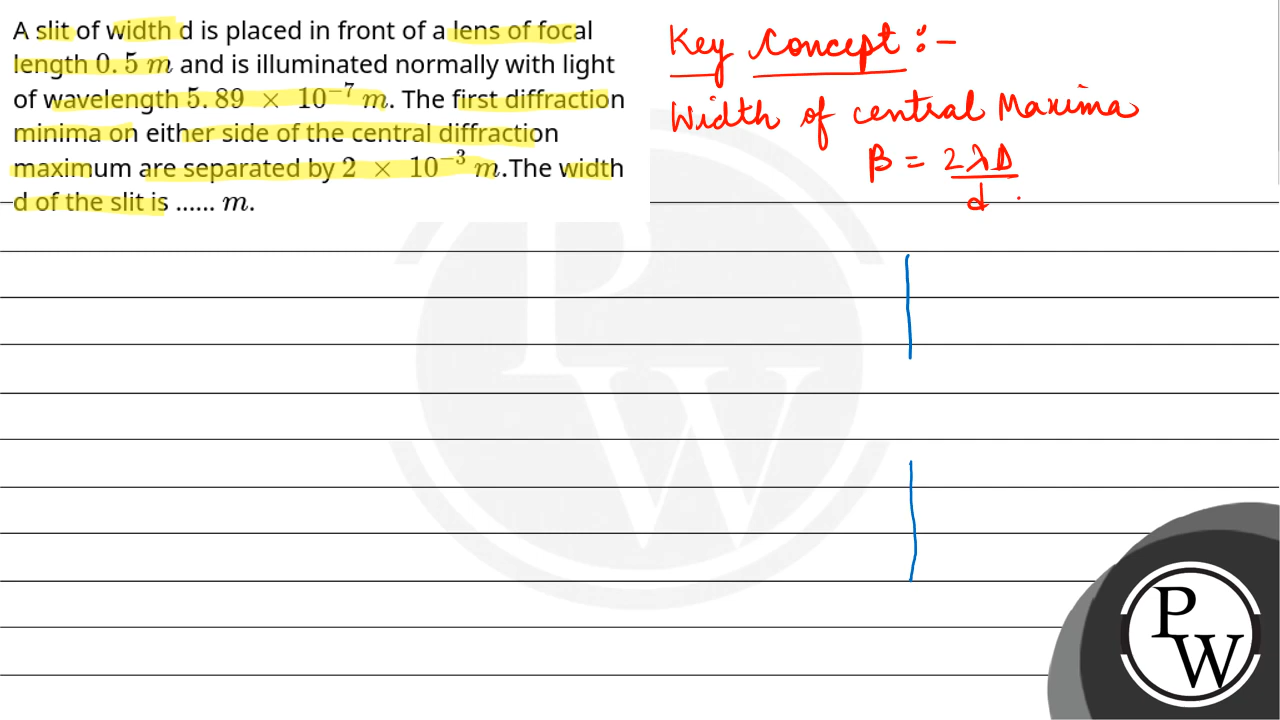 A slit of width d is placed in front of a lens of focal
length 0.5 m and is illuminated normally with light
of wavelength 5.89 × 10⁻⁷ m. The first diffraction
minima on either side of the central diffraction
maximum are separated by 2 × 10⁻³ m.The width
d of the slit is ...... m.
Key Concept :-
Width of central Maxima
β = 2λD
d
PW
P
W